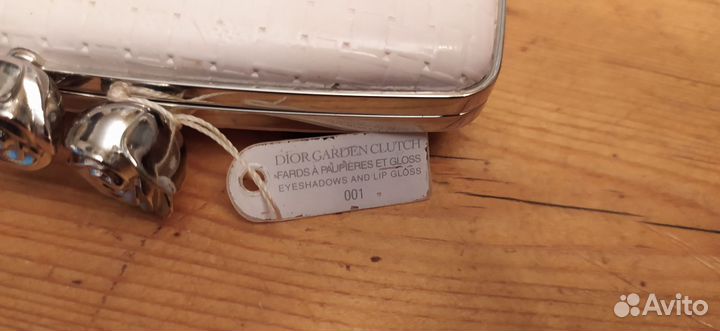 DIOR GARDEN CLUTCH
FARDS À PAUPIÈRES ET GLOSS
EYESHADOWS AND LIP GLOSS
001
Avito